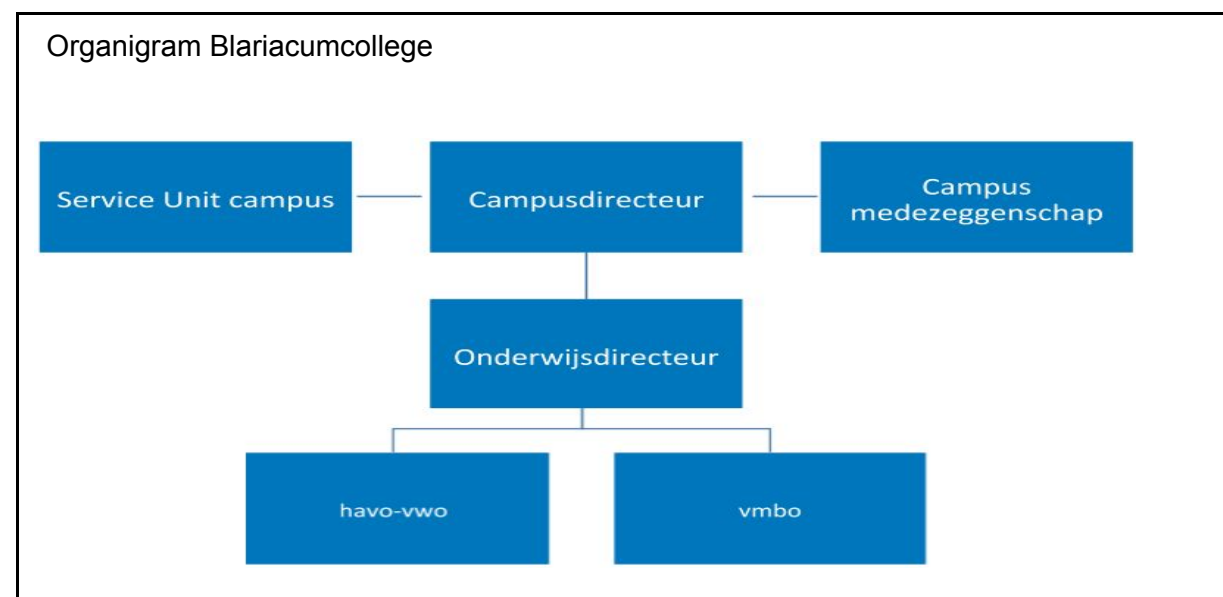 Organigram Blariacumcollege
Service Unit campus
Campusdirecteur
Campus
medezeggenschap
Onderwijsdirecteur
havo-vwo
vmbo